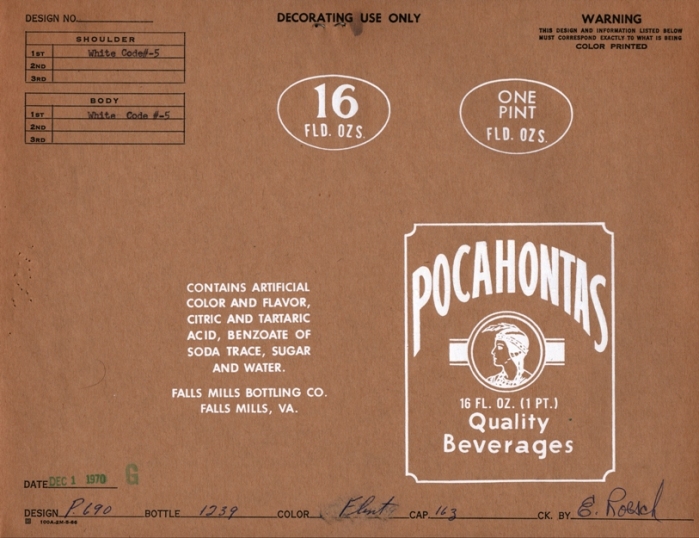 DESIGN NO.
DECORATING USE ONLY
WARNING
THIS DESIGN AND INFORMATION LISTED BELOW
MUST CORRESPOND EXACTLY TO WHAT IS BEING
COLOR PRINTED
SHOULDER
1ST White Code#-5
2ND
3RD
BODY
1ST White Code #-5
2ND
3RD
16
FLD. OZS.
ONE
PINT
FLD. OZS.
CONTAINS ARTIFICIAL
COLOR AND FLAVOR,
CITRIC AND TARTARIC
ACID, BENZOATE OF
SODA TRACE, SUGAR
AND WATER.
FALLS MILLS BOTTLING CO.
FALLS MILLS, VA.
POCAHONTAS
16 FL. OZ. (1 PT.)
Quality
Beverages
DATE DEC 1 1970 G
DESIGN P.690 BOTTLE 1239 COLOR Flint CAP. 163 CK. BY E. Roesch